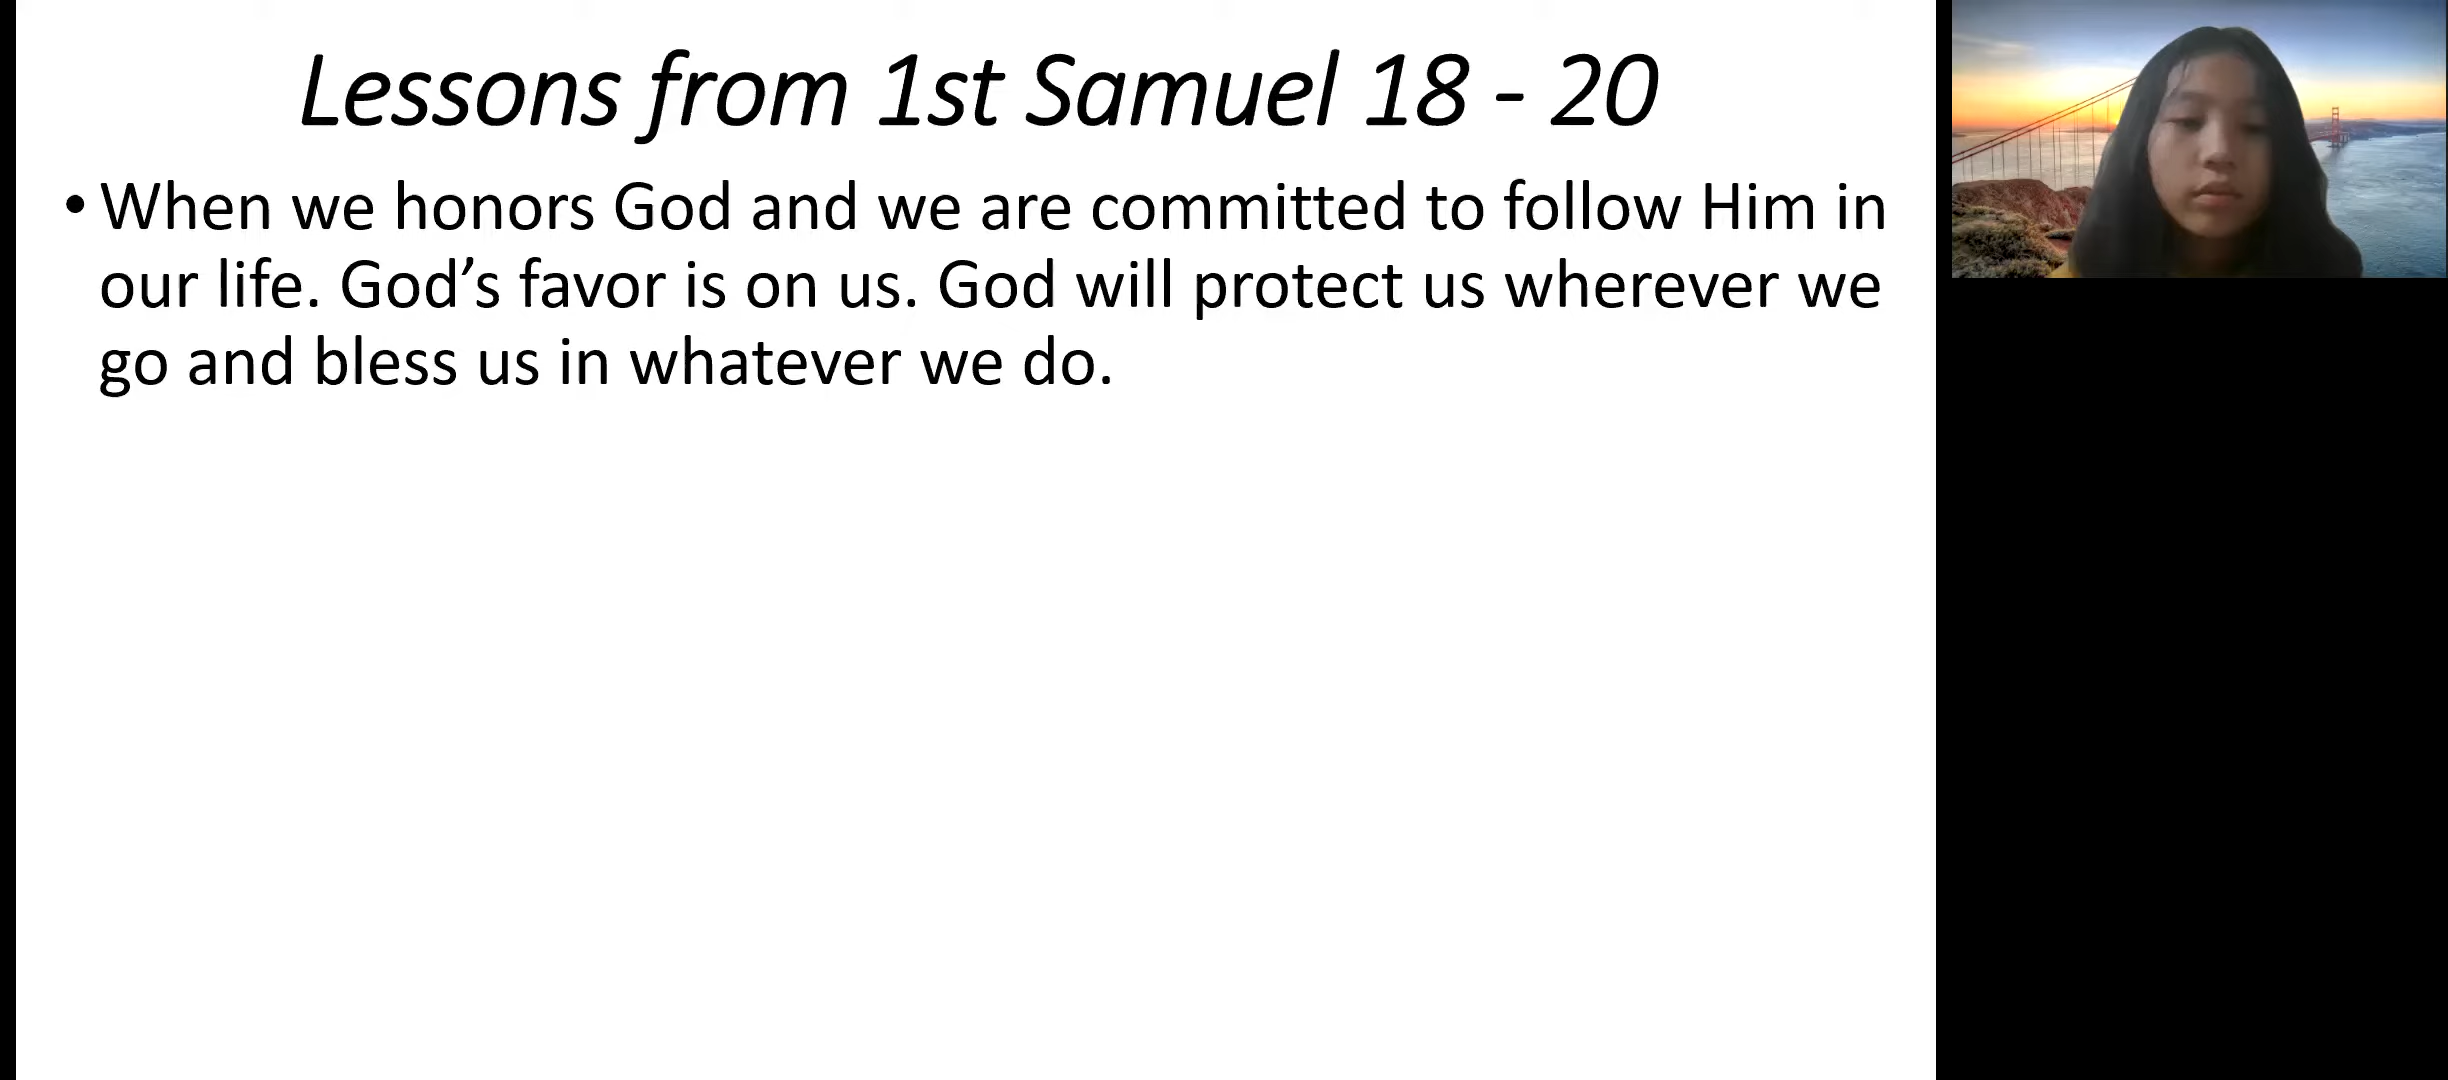 Lessons from 1st Samuel 18 - 20
• When we honors God and we are committed to follow Him in
our life. God’s favor is on us. God will protect us wherever we
go and bless us in whatever we do.